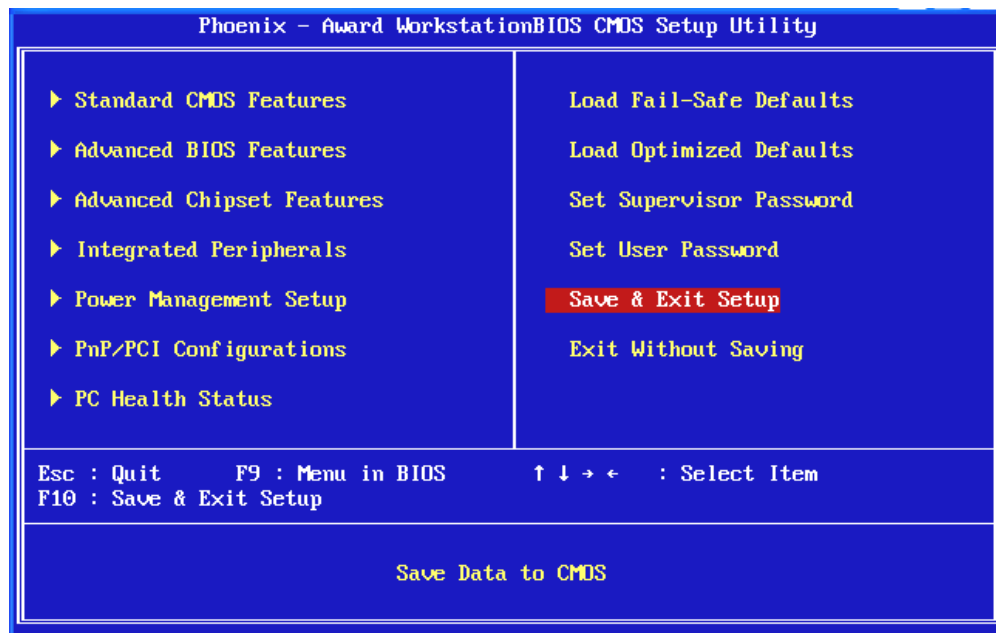 Phoenix - Award WorkstationBIOS CMOS Setup Utility
▶ Standard CMOS Features
▶ Advanced BIOS Features
▶ Advanced Chipset Features
▶ Integrated Peripherals
▶ Power Management Setup
▶ PnP/PCI Configurations
▶ PC Health Status
Load Fail-Safe Defaults
Load Optimized Defaults
Set Supervisor Password
Set User Password
Save & Exit Setup
Exit Without Saving
Esc : Quit F9 : Menu in BIOS ↑ ↓ → ← : Select Item
F10 : Save & Exit Setup
Save Data to CMOS